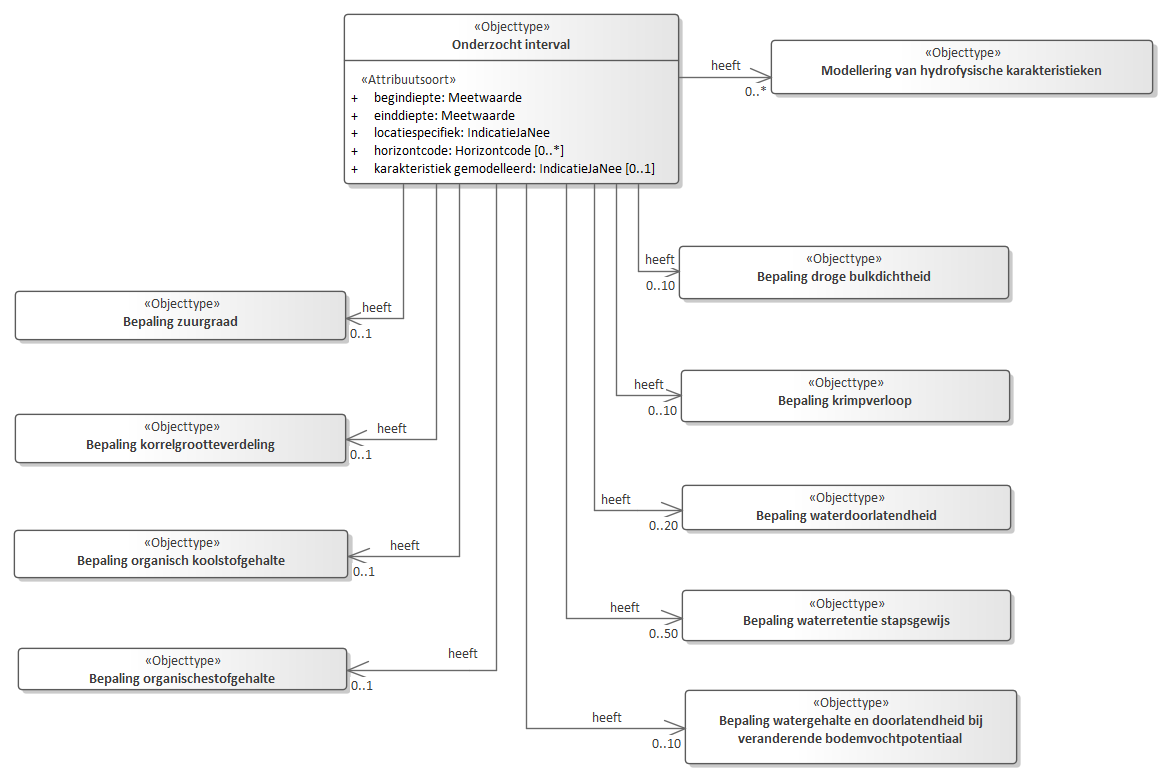 «Objecttype»
Onderzocht interval
«Attribuutsoort»
+ begindiepte: Meetwaarde
+ einddiepte: Meetwaarde
+ locatiespecifiek: IndicatieJaNee
+ horizontcode: Horizontcode [0..*]
+ karakteristiek gemodelleerd: IndicatieJaNee [0..1]
heeft
0..*
«Objecttype»
Modellering van hydrofysische karakteristieken
heeft
0..10
«Objecttype»
Bepaling droge bulkdichtheid
«Objecttype»
Bepaling zuurgraad
heeft
0..1
heeft
0..10
«Objecttype»
Bepaling krimpverloop
«Objecttype»
Bepaling korrelgrootteverdeling
heeft
0..1
heeft
0..20
«Objecttype»
Bepaling waterdoorlatendheid
«Objecttype»
Bepaling organisch koolstofgehalte
heeft
0..1
heeft
0..50
«Objecttype»
Bepaling waterretentie stapsgewijs
«Objecttype»
Bepaling organischestofgehalte
heeft
0..1
heeft
0..10
«Objecttype»
Bepaling watergehalte en doorlatendheid bij
veranderende bodemvochtpotentiaal